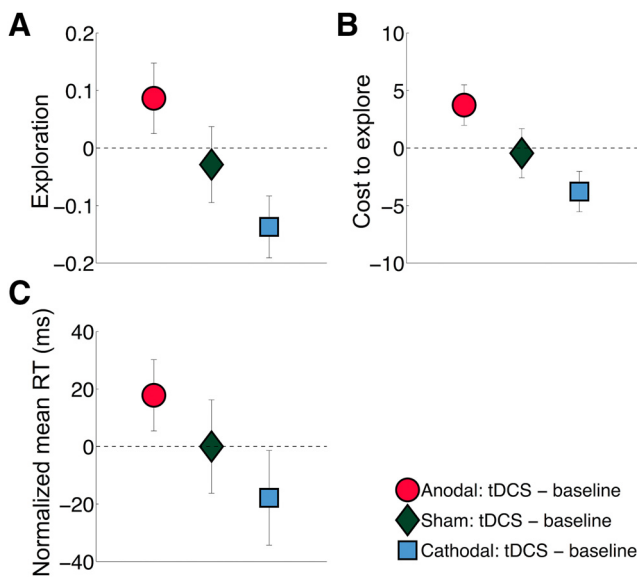 A
Exploration
0.2
0.1
0
−0.1
−0.2
B
Cost to explore
10
5
0
−5
−10
C
Normalized mean RT (ms)
40
20
0
−20
−40
Anodal: tDCS − baseline
Sham: tDCS − baseline
Cathodal: tDCS − baseline